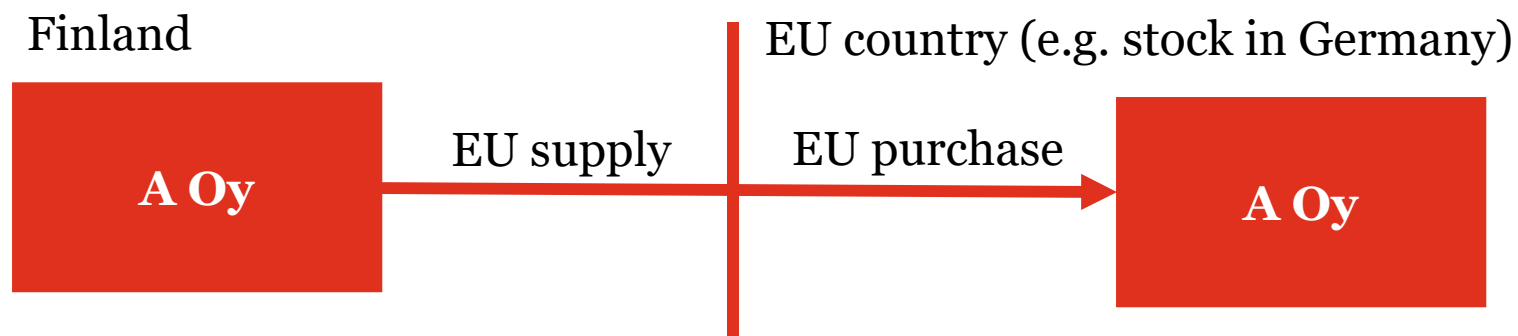 Finland
EU country (e.g. stock in Germany)
EU supply
EU purchase
A Oy
A Oy